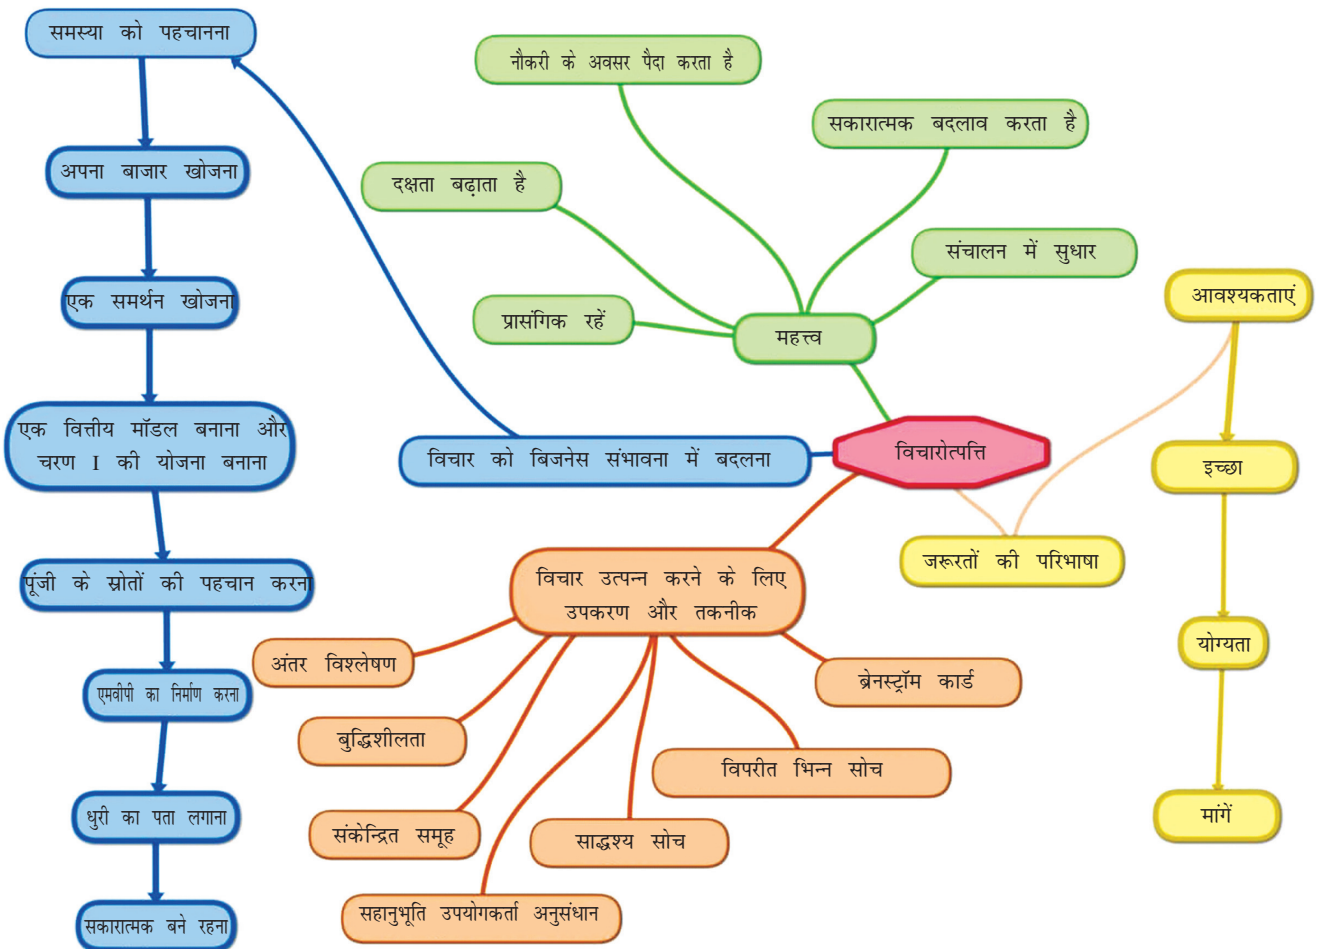 समस्या को पहचानना
अपना बाजार खोजना
एक समर्थन खोजना
एक वित्तीय मॉडल बनाना और
चरण I की योजना बनाना
पूंजी के स्रोतों की पहचान करना
एमवीपी का निर्माण करना
धुरी का पता लगाना
सकारात्मक बने रहना
नौकरी के अवसर पैदा करता है
सकारात्मक बदलाव करता है
दक्षता बढ़ाता है
संचालन में सुधार
प्रासंगिक रहें
महत्त्व
विचार को बिजनेस संभावना में बदलना
विचारोत्पत्ति
विचार उत्पन्न करने के लिए
उपकरण और तकनीक
अंतर विश्लेषण
बुद्धिशीलता
संकेन्द्रित समूह
सहानुभूति उपयोगकर्ता अनुसंधान
साद्धश्य सोच
विपरीत भिन्न सोच
ब्रेनस्ट्रॉम कार्ड
जरूरतों की परिभाषा
आवश्यकताएं
इच्छा
योग्यता
मांगें